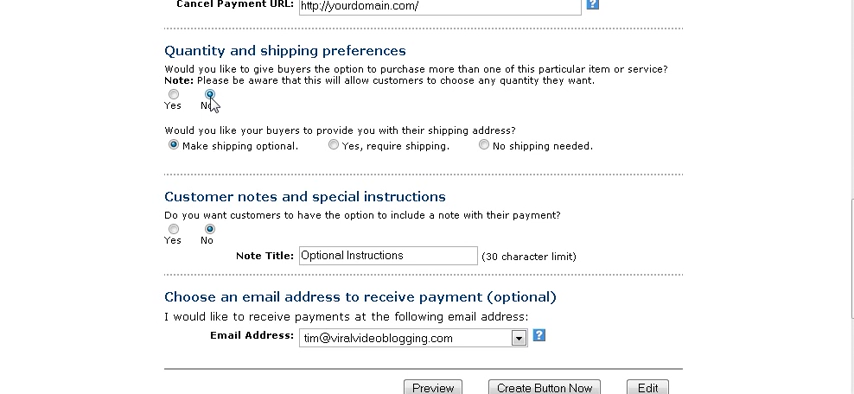 Cancel Payment URL: http://yourdomain.com/ ?
Quantity and shipping preferences
Would you like to give buyers the option to purchase more than one of this particular item or service?
Note: Please be aware that this will allow customers to choose any quantity they want.
Yes No
Would you like your buyers to provide you with their shipping address?
Make shipping optional. Yes, require shipping. No shipping needed.
Customer notes and special instructions
Do you want customers to have the option to include a note with their payment?
Yes No
Note Title: Optional Instructions (30 character limit)
Choose an email address to receive payment (optional)
I would like to receive payments at the following email address:
Email Address: tim@viralvideoblogging.com ?
Preview Create Button Now Edit